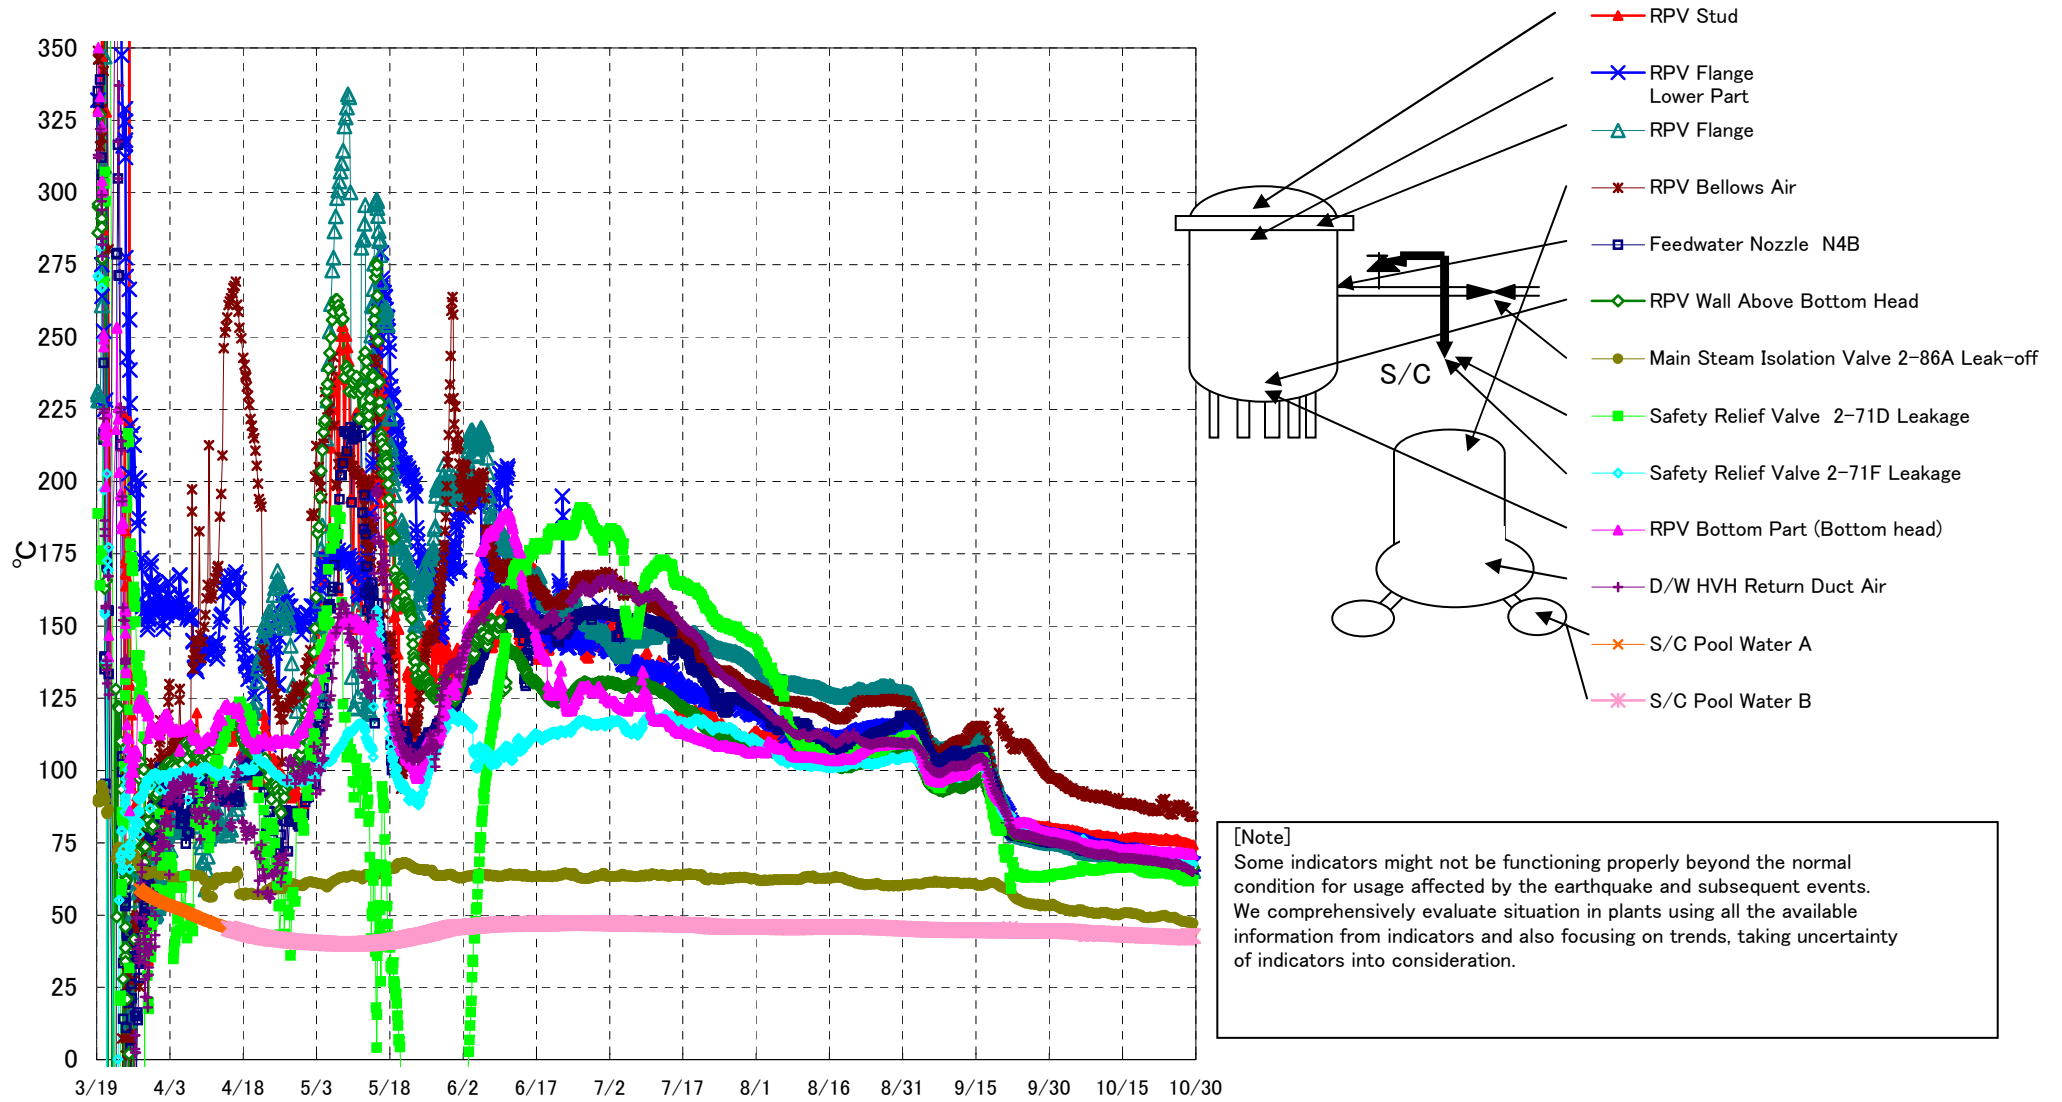 350
325
300
275
250
225
200
175
150
125
100
75
50
25
0
℃
3/19 4/3 4/18 5/3 5/18 6/2 6/17 7/2 7/17 8/1 8/16 8/31 9/15 9/30 10/15 10/30
RPV Stud
RPV Flange
Lower Part
RPV Flange
RPV Bellows Air
Feedwater Nozzle N4B
RPV Wall Above Bottom Head
Main Steam Isolation Valve 2-86A Leak-off
Safety Relief Valve 2-71D Leakage
Safety Relief Valve 2-71F Leakage
RPV Bottom Part (Bottom head)
D/W HVH Return Duct Air
S/C Pool Water A
S/C Pool Water B
S/C
[Note]
Some indicators might not be functioning properly beyond the normal
condition for usage affected by the earthquake and subsequent events.
We comprehensively evaluate situation in plants using all the available
information from indicators and also focusing on trends, taking uncertainty
of indicators into consideration.